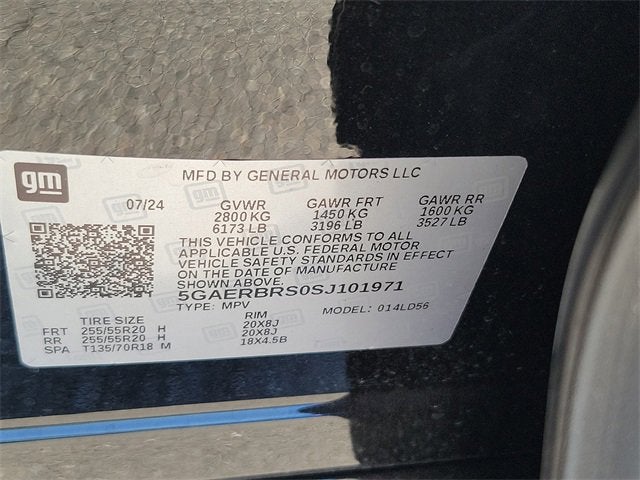 gm
MFD BY GENERAL MOTORS LLC
07/24 GVWR GAWR FRT GAWR RR
2800 KG 1450 KG 1600 KG
6173 LB 3196 LB 3527 LB
THIS VEHICLE CONFORMS TO ALL
APPLICABLE U.S. FEDERAL MOTOR
VEHICLE SAFETY STANDARDS IN EFFECT
ON THE DATE OF MANUFACTURE
SHOWN ABOVE.
5GAERBRS0SJ101971
TYPE: MPV MODEL: 014LD56
TIRE SIZE RIM
FRT 255/55R20 H 20X8J
RR 255/55R20 H 20X8J
SPA T135/70R18 M 18X4.5B